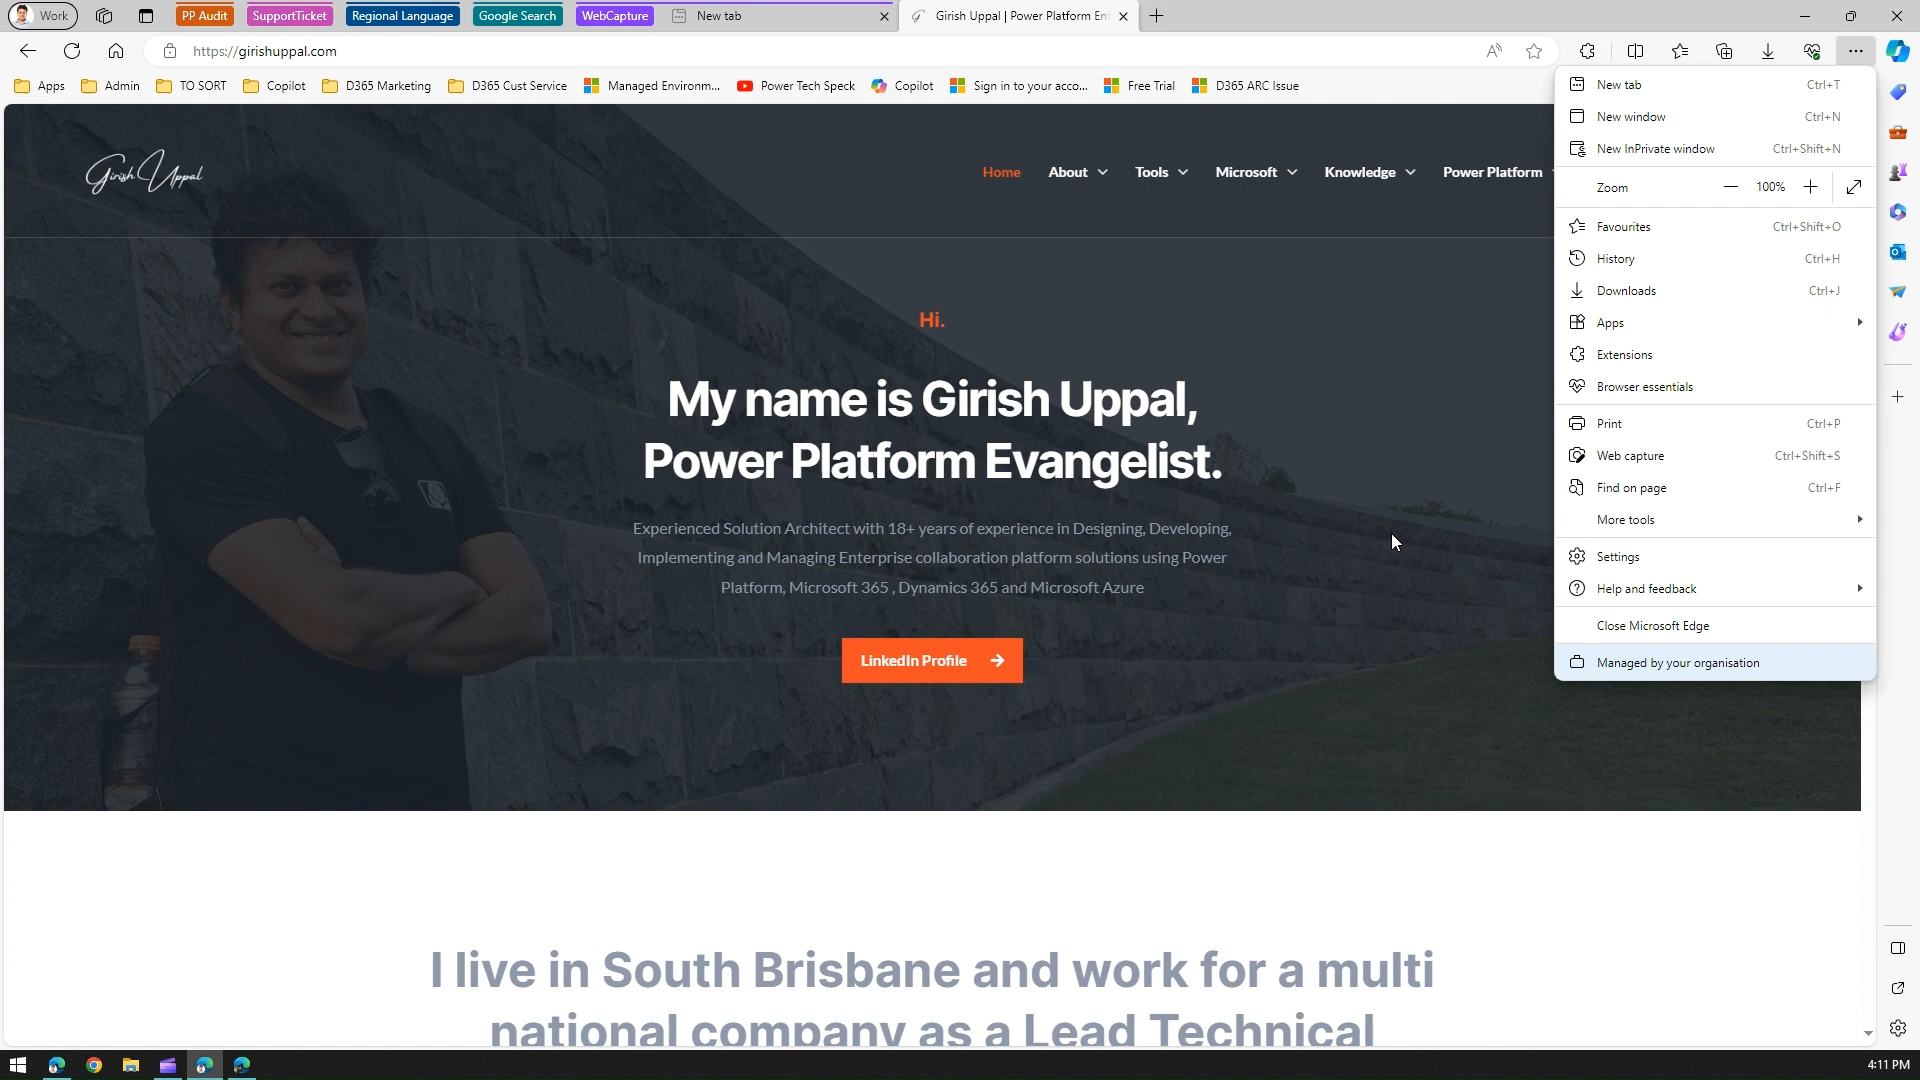 Work
PP Audit
SupportTicket
Regional Language
Google Search
WebCapture
New tab
Girish Uppal | Power Platform En
https://girishuppal.com
Apps
Admin
TO SORT
Copilot
D365 Marketing
D365 Cust Service
Managed Environm...
Power Tech Speck
Copilot
Sign in to your acco...
Free Trial
D365 ARC Issue
Girish Uppal
Home
About
Tools
Microsoft
Knowledge
Power Platform
Hi.
My name is Girish Uppal,
Power Platform Evangelist.
Experienced Solution Architect with 18+ years of experience in Designing, Developing,
Implementing and Managing Enterprise collaboration platform solutions using Power
Platform, Microsoft 365 , Dynamics 365 and Microsoft Azure
LinkedIn Profile
I live in South Brisbane and work for a multi
national company as a Lead Technical
New tab Ctrl+T
New window Ctrl+N
New InPrivate window Ctrl+Shift+N
Zoom 100%
Favourites Ctrl+Shift+O
History Ctrl+H
Downloads Ctrl+J
Apps
Extensions
Browser essentials
Print Ctrl+P
Web capture Ctrl+Shift+S
Find on page Ctrl+F
More tools
Settings
Help and feedback
Close Microsoft Edge
Managed by your organisation
4:11 PM